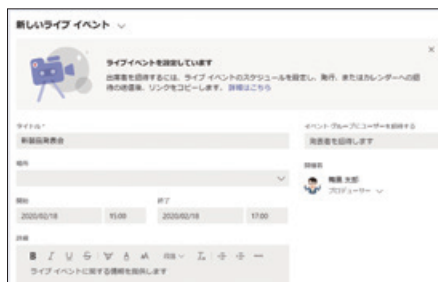 新しいライブ イベント
ライブイベントを設定しています
出席者を招待するには、ライブ イベントのスケジュールを設定し、発行、またはカレンダーへの招
待の送信後、リンクをコピーします。 詳細はこちら
タイトル*
イベント グループにユーザーを招待する
新製品発表会
発表者を招待します
場所
開催者
開始
終了
太郎
プロデューサー
2020/02/18 15:00 2020/02/18 17:00
詳細
B I U S A AA 段落
ライブ イベントに関する情報を提供します